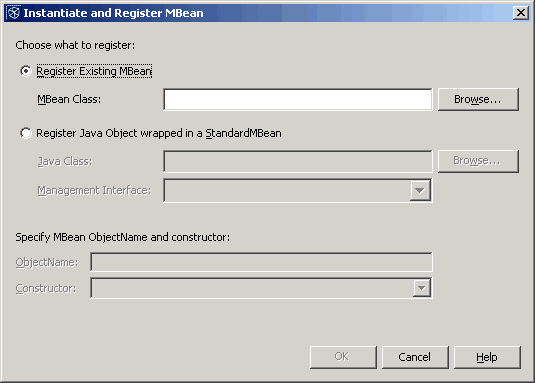 Instantiate and Register MBean
Choose what to register:
Register Existing MBean
MBean Class:
Browse...
Register Java Object wrapped in a StandardMBean
Java Class:
Browse...
Management Interface:
Specify MBean ObjectName and constructor:
ObjectName:
Constructor:
OK
Cancel
Help